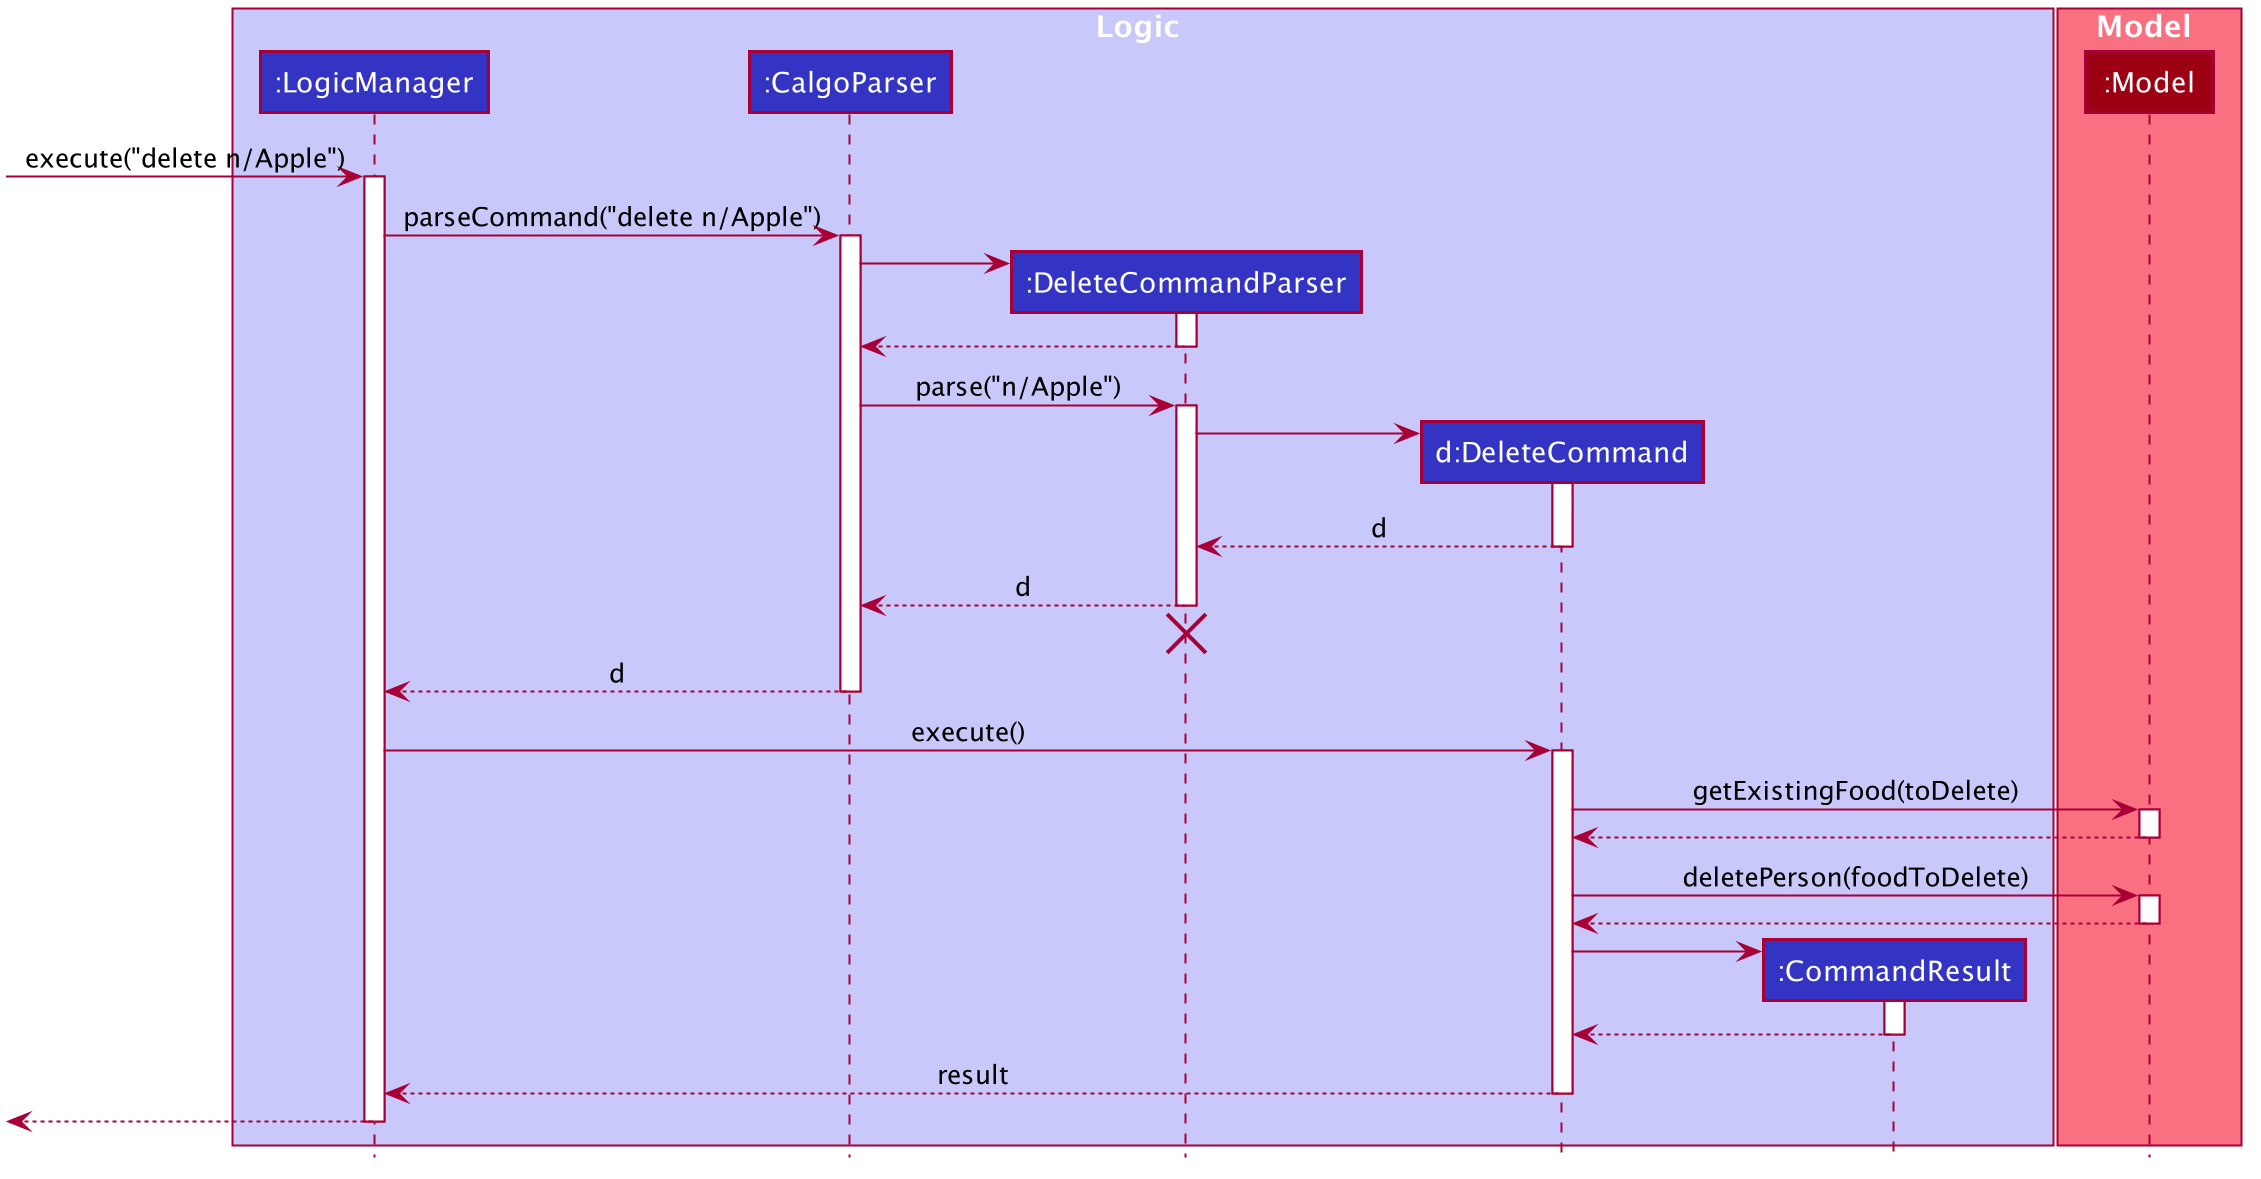 Logic
Model
:LogicManager
:CalgoParser
:Model
execute("delete n/Apple")
parseCommand("delete n/Apple")
:DeleteCommandParser
parse("n/Apple")
d:DeleteCommand
d
d
d
execute()
getExistingFood(toDelete)
deletePerson(foodToDelete)
:CommandResult
result